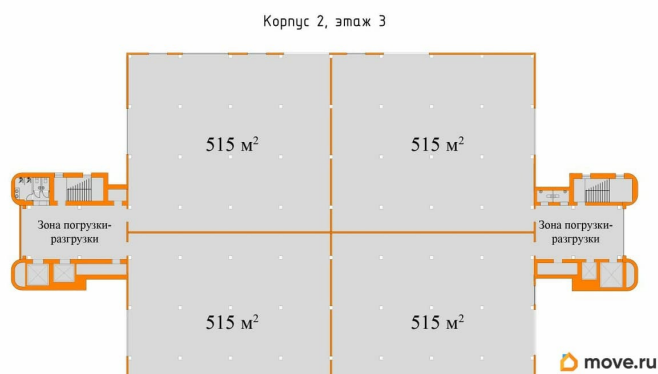 Корпус 2, этаж 3
515 м²
515 м²
Зона погрузки-
разгрузки
Зона погрузки-
разгрузки
515 м²
515 м²
move.ru